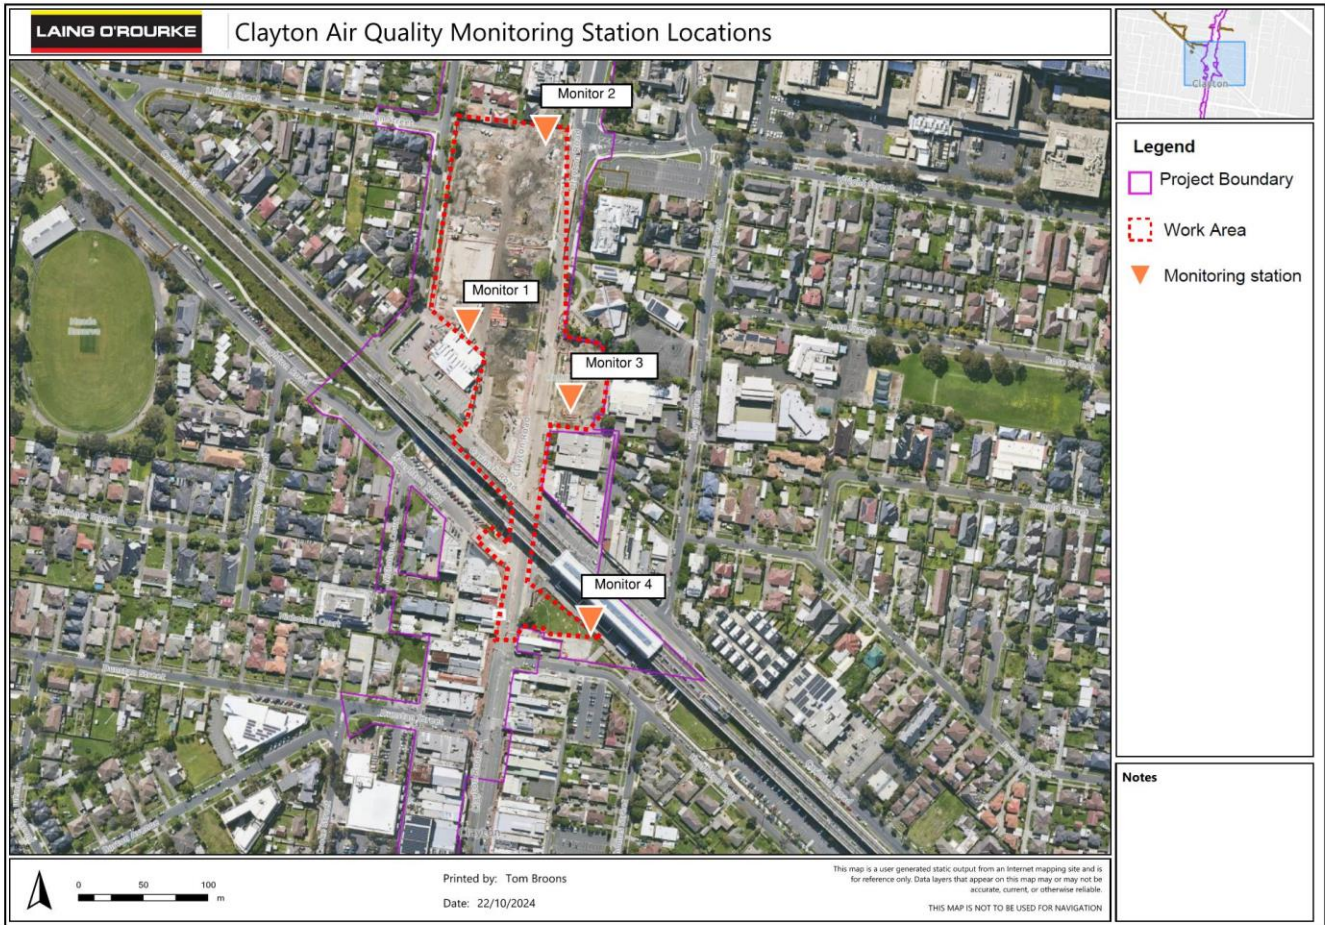 LAING O'ROURKE
Clayton Air Quality Monitoring Station Locations
Clayton
Monitor 2
Monitor 1
Monitor 3
Monitor 4
Clayton Road
Legend
Project Boundary
Work Area
Monitoring station
Notes
0 50 100
m
Printed by: Tom Broons
Date: 22/10/2024
This map is a user generated static output from an Internet mapping site and is
for reference only. Data layers that appear on this map may or may not be
accurate, current, or otherwise reliable.
THIS MAP IS NOT TO BE USED FOR NAVIGATION